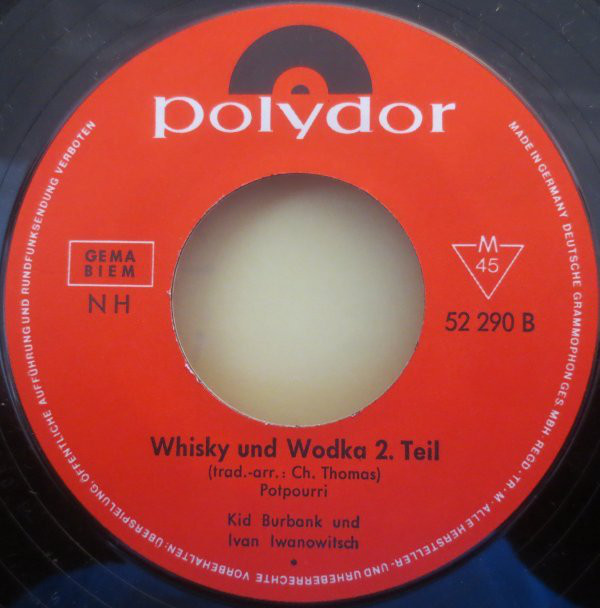 polydor
GEMA
BIEM
NH
M
45
52 290 B
Whisky und Wodka 2. Teil
(trad.-arr.: Ch. Thomas)
Potpourri
Kid Burbank und
Ivan Iwanowitsch
MADE IN GERMANY DEUTSCHE GRAMMOPHON GES MBH REGD · TR · M · ALLE HERSTELLER- UND URHEBERRECHTE VORBEHALTEN: ÜBERSPIELUNG, ÖFFENTLICHE AUFFÜHRUNG UND RUNDFUNKSENDUNG VERBOTEN